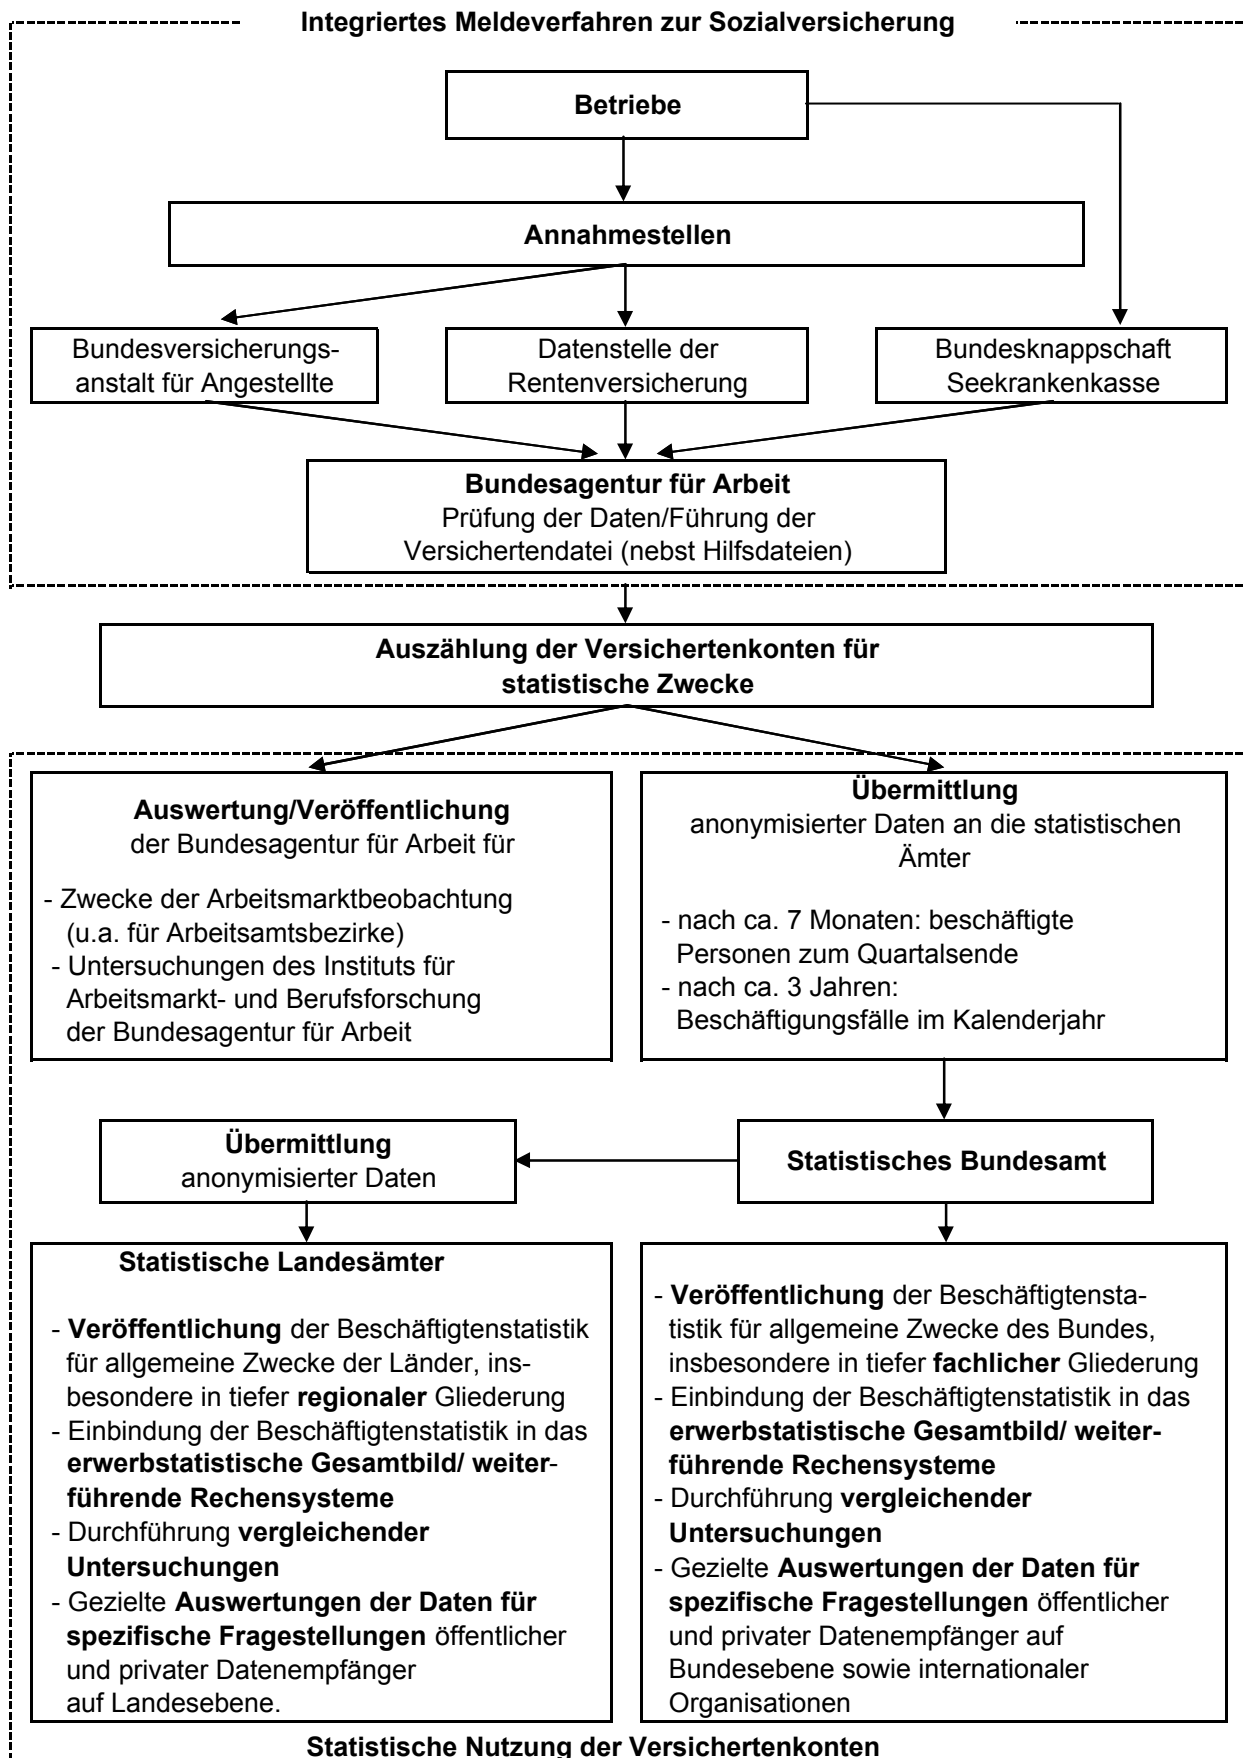 Integriertes Meldeverfahren zur Sozialversicherung
Betriebe
Annahmestellen
Bundesversicherungs-
anstalt für Angestellte
Datenstelle der
Rentenversicherung
Bundesknappschaft
Seekrankenkasse
Bundesagentur für Arbeit
Prüfung der Daten/Führung der
Versichertendatei (nebst Hilfsdateien)
Auszählung der Versichertenkonten für
statistische Zwecke
Auswertung/Veröffentlichung
der Bundesagentur für Arbeit für
- Zwecke der Arbeitsmarktbeobachtung
(u.a. für Arbeitsamtsbezirke)
- Untersuchungen des Instituts für
Arbeitsmarkt- und Berufsforschung
der Bundesagentur für Arbeit
Übermittlung
anonymisierter Daten an die statistischen
Ämter
- nach ca. 7 Monaten: beschäftigte
Personen zum Quartalsende
- nach ca. 3 Jahren:
Beschäftigungsfälle im Kalenderjahr
Übermittlung
anonymisierter Daten
Statistisches Bundesamt
Statistische Landesämter
- Veröffentlichung der Beschäftigtenstatistik
für allgemeine Zwecke der Länder, ins-
besondere in tiefer regionaler Gliederung
- Einbindung der Beschäftigtenstatistik in das
erwerbstatistische Gesamtbild/ weiter-
führende Rechensysteme
- Durchführung vergleichender
Untersuchungen
- Gezielte Auswertungen der Daten für
spezifische Fragestellungen öffentlicher
und privater Datenempfänger
auf Landesebene.
- Veröffentlichung der Beschäftigtensta-
tistik für allgemeine Zwecke des Bundes,
insbesondere in tiefer fachlicher Gliederung
- Einbindung der Beschäftigtenstatistik in das
erwerbstatistische Gesamtbild/ weiter-
führende Rechensysteme
- Durchführung vergleichender
Untersuchungen
- Gezielte Auswertungen der Daten für
spezifische Fragestellungen öffentlicher
und privater Datenempfänger auf
Bundesebene sowie internationaler
Organisationen
Statistische Nutzung der Versichertenkonten